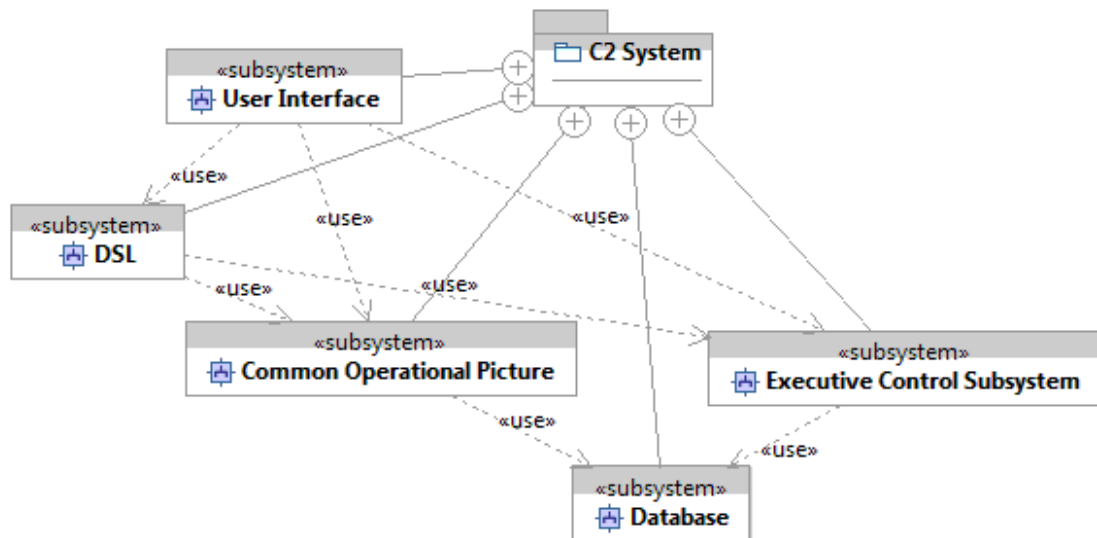 C2 System
«subsystem»
User Interface
«use»
«use»
«use»
«subsystem»
DSL
«use»
«use»
«subsystem»
Common Operational Picture
«subsystem»
Executive Control Subsystem
«use»
«use»
«subsystem»
Database